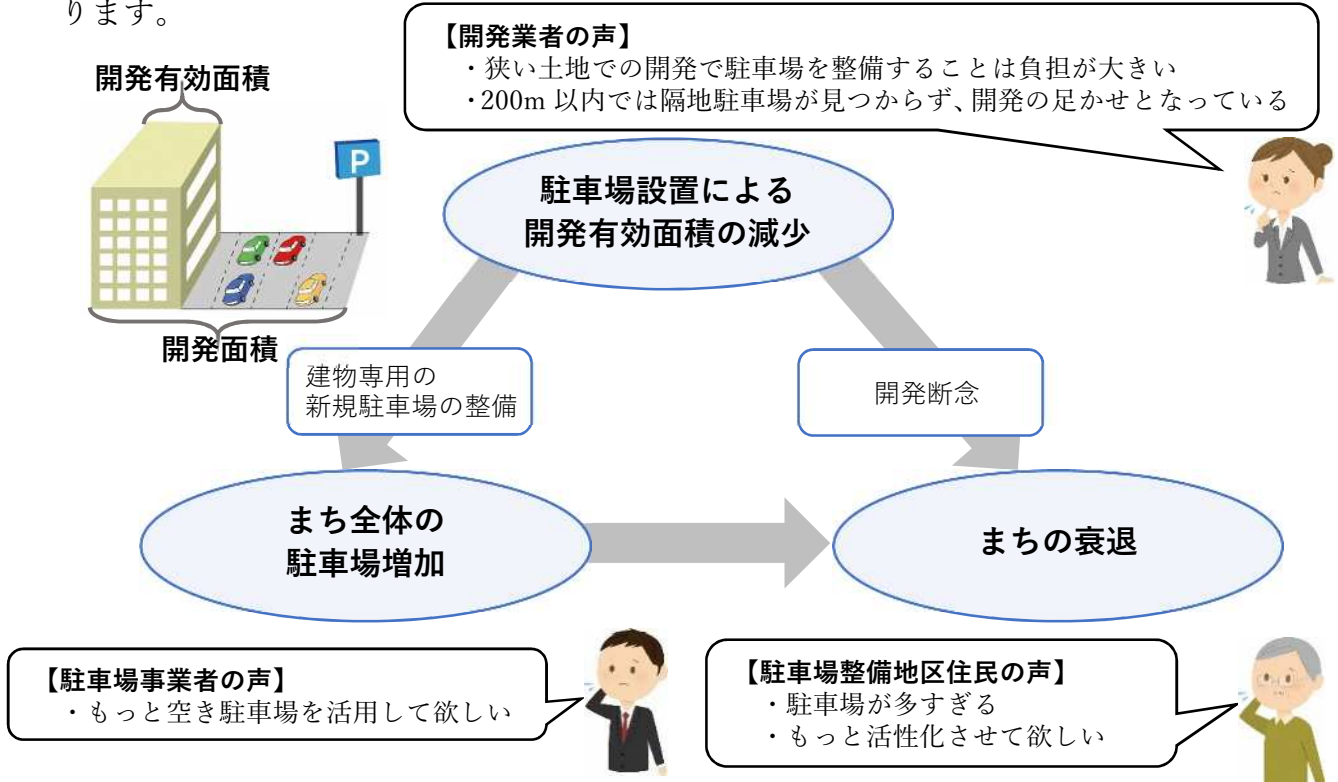 ります。
【開発業者の声】
・狭い土地での開発で駐車場を整備することは負担が大きい
・200m 以内では隔地駐車場が見つからず、開発の足かせとなっている
開発有効面積
P
開発面積
駐車場設置による
開発有効面積の減少
建物専用の
新規駐車場の整備
開発断念
まち全体の
駐車場増加
まちの衰退
【駐車場事業者の声】
・もっと空き駐車場を活用して欲しい
【駐車場整備地区住民の声】
・駐車場が多すぎる
・もっと活性化させて欲しい